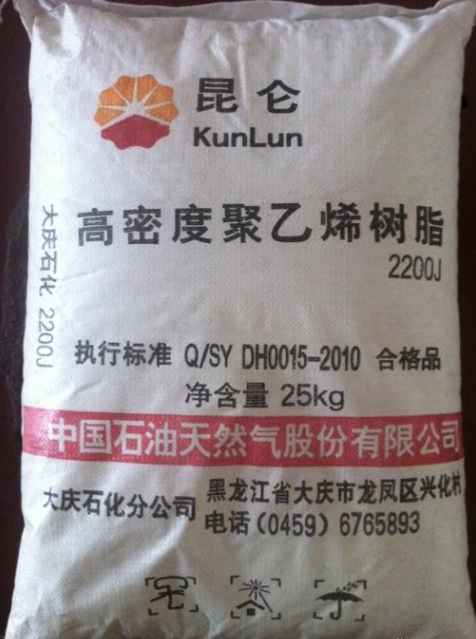 昆仑
KunLun
高密度聚乙烯树脂
2200J
大庆石化 2200J
执行标准 Q/SY DH0015-2010 合格品
净含量 25kg
中国石油天然气股份有限公司
大庆石化分公司
黑龙江省大庆市龙凤区兴化村
电话(0459) 6765893